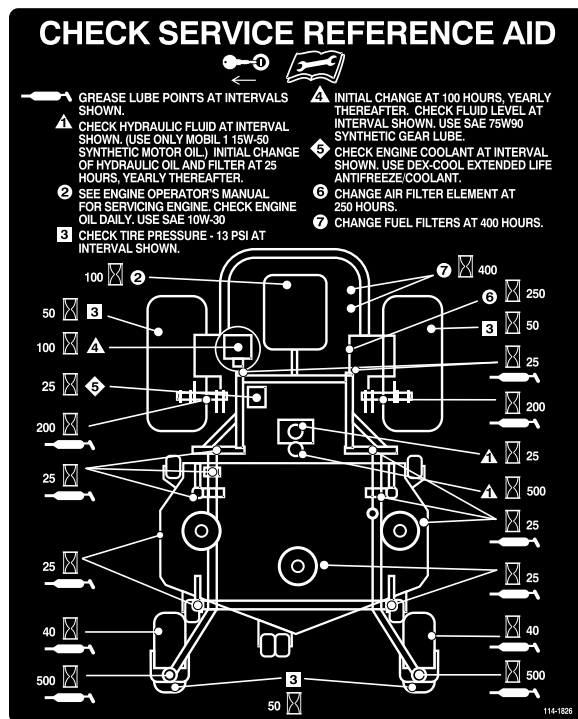 CHECK SERVICE REFERENCE AID
GREASE LUBE POINTS AT INTERVALS
SHOWN.
1 CHECK HYDRAULIC FLUID AT INTERVAL
SHOWN. (USE ONLY MOBIL 1 15W-50
SYNTHETIC MOTOR OIL.) INITIAL CHANGE
OF HYDRAULIC OIL AND FILTER AT 25
HOURS, YEARLY THEREAFTER.
2 SEE ENGINE OPERATOR'S MANUAL
FOR SERVICING ENGINE. CHECK ENGINE
OIL DAILY. USE SAE 10W-30
3 CHECK TIRE PRESSURE - 13 PSI AT
INTERVAL SHOWN.
4 INITIAL CHANGE AT 100 HOURS, YEARLY
THEREAFTER. CHECK FLUID LEVEL AT
INTERVAL SHOWN. USE SAE 75W90
SYNTHETIC GEAR LUBE.
5 CHECK ENGINE COOLANT AT INTERVAL
SHOWN. USE DEX-COOL EXTENDED LIFE
ANTIFREEZE/COOLANT.
6 CHANGE AIR FILTER ELEMENT AT
250 HOURS.
7 CHANGE FUEL FILTERS AT 400 HOURS.
100 2
7 400
6 250
50 3
3 50
100 4
25
25 5
200
200
1 25
25
1 500
25
25
25
40
40
500
500
3
50
114-1826